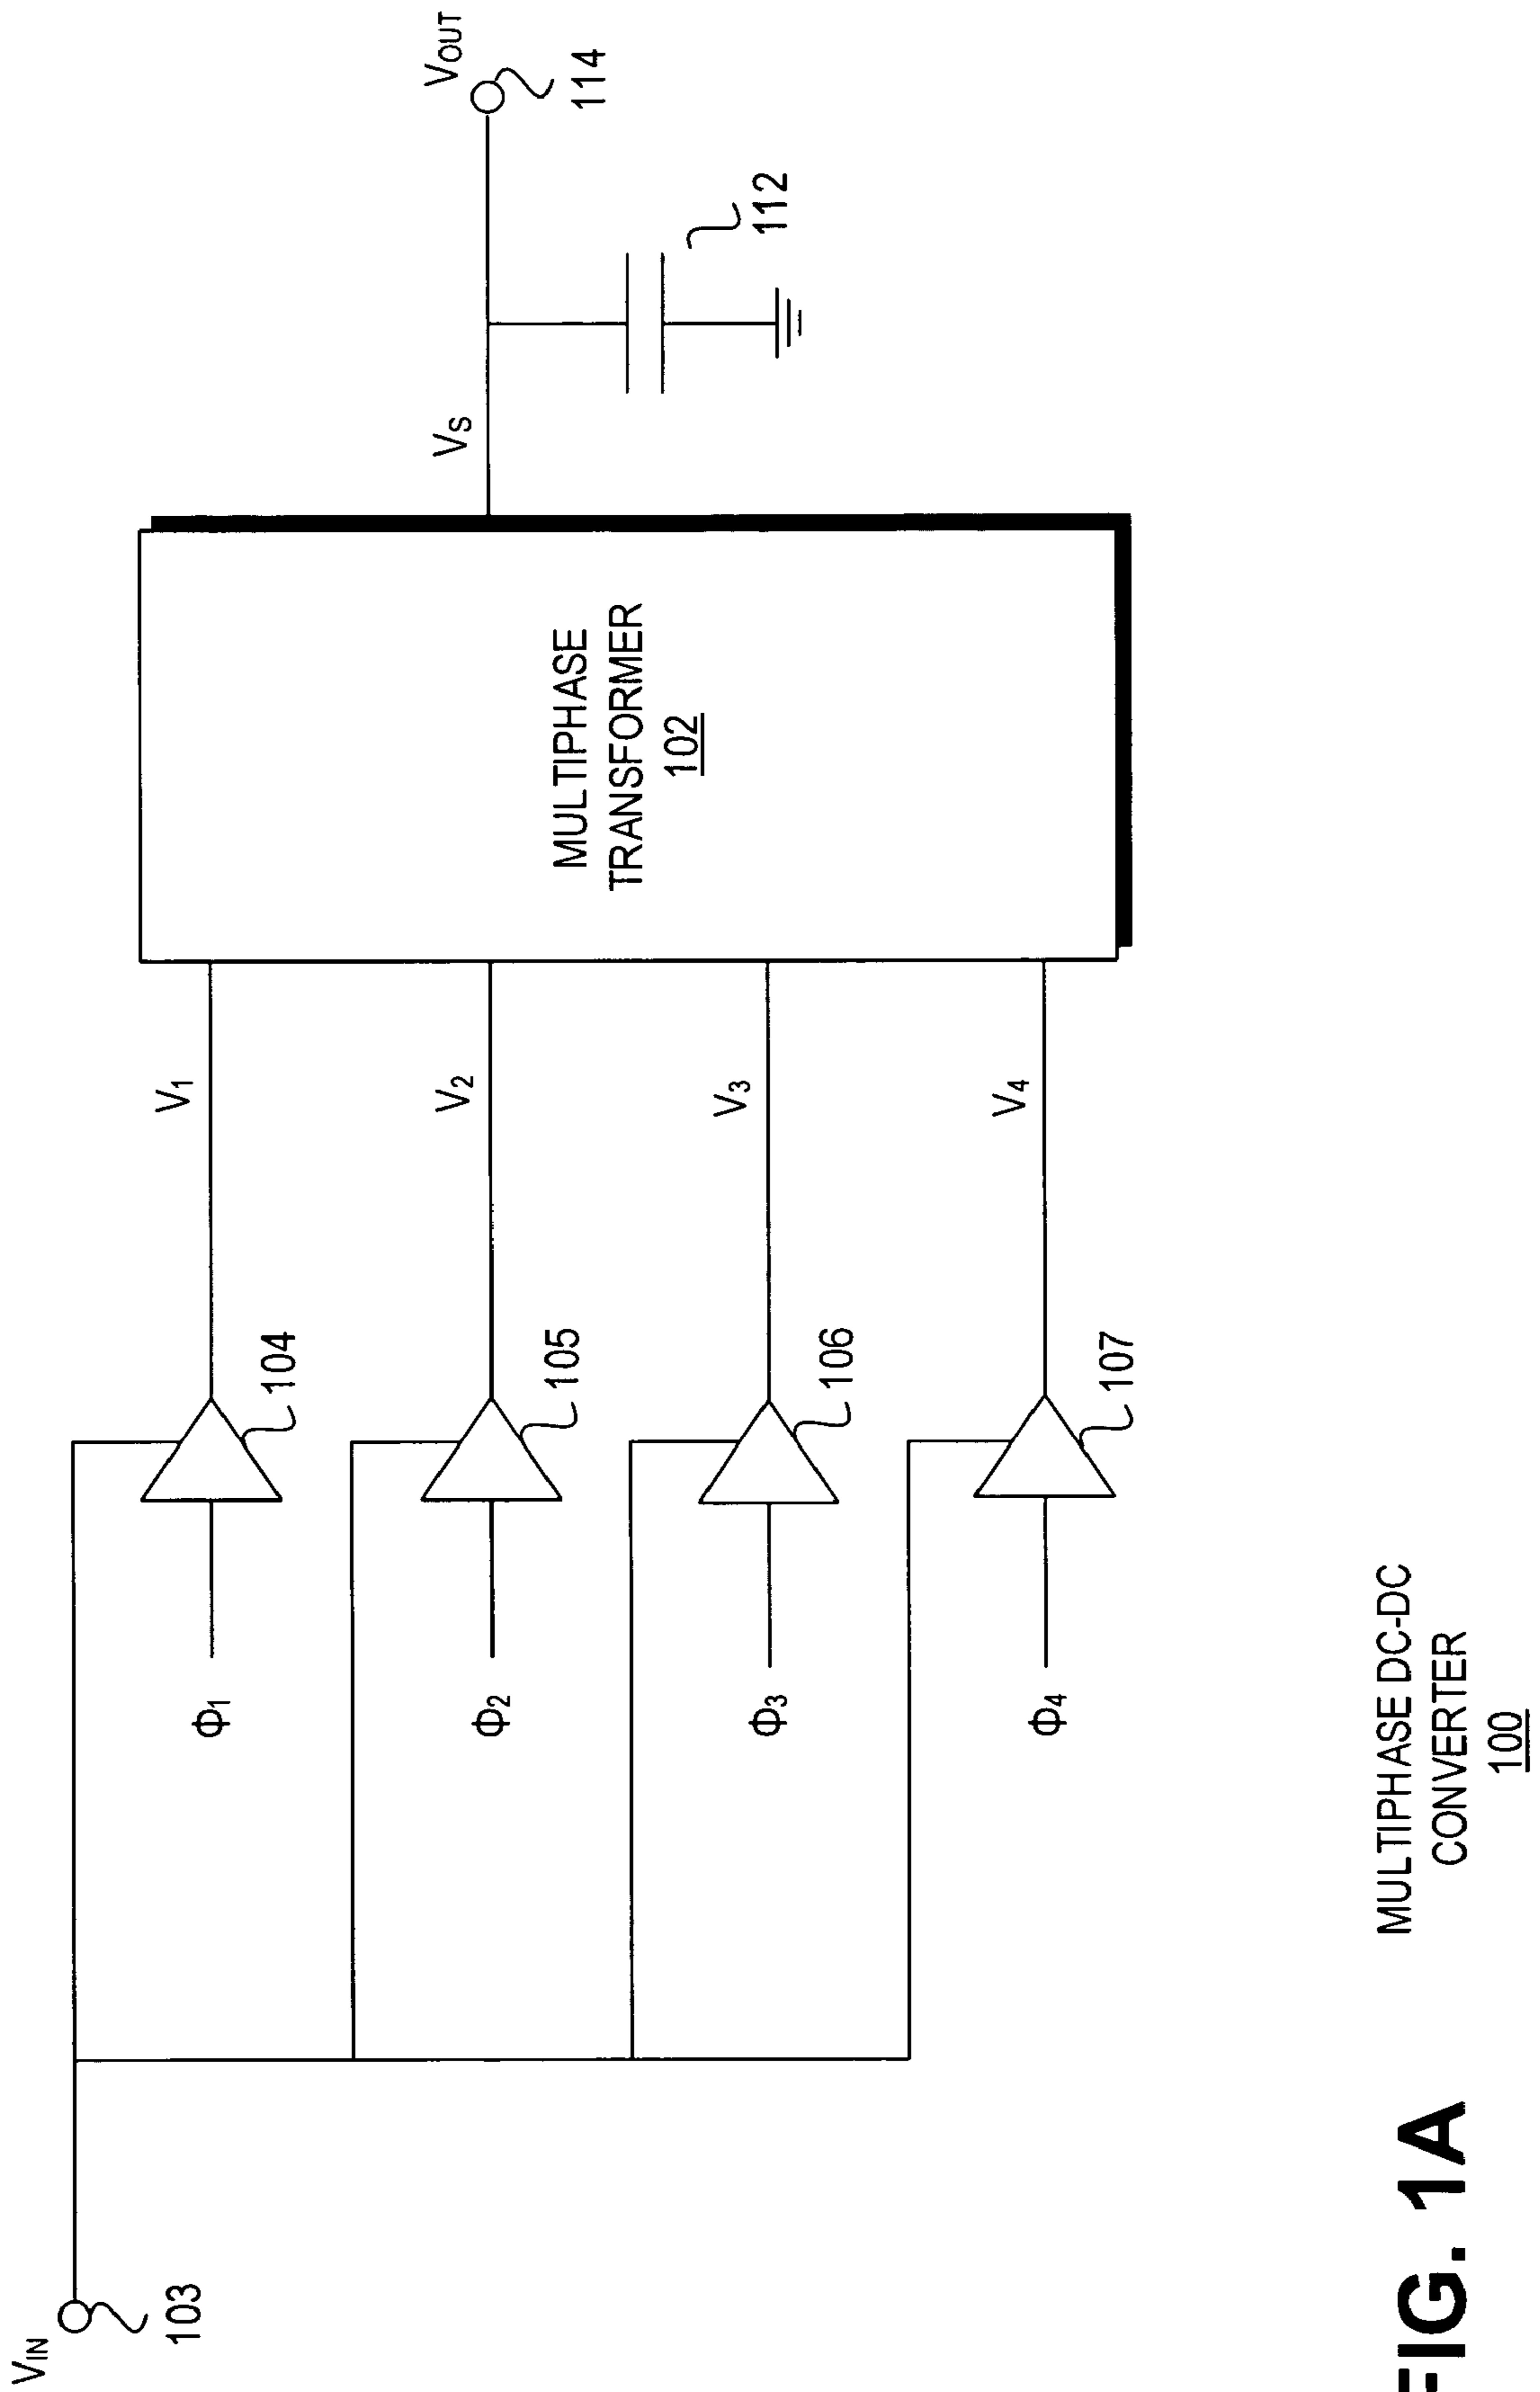 V_IN
103
Φ1
104
V1
Φ2
105
V2
Φ3
106
V3
Φ4
107
V4
MULTIPHASE
TRANSFORMER
102
VS
112
VOUT
114
MULTIPHASE DC-DC
CONVERTER
100
FIG. 1A